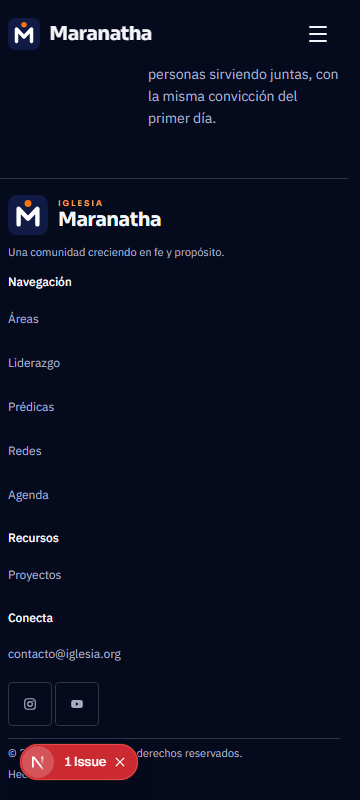 Maranatha
personas sirviendo juntas, con
la misma convicción del
primer día.
IGLESIA
Maranatha
Una comunidad creciendo en fe y propósito.
Navegación
Áreas
Liderazgo
Prédicas
Redes
Agenda
Recursos
Proyectos
Conecta
contacto@iglesia.org
© derechos reservados.
1 Issue